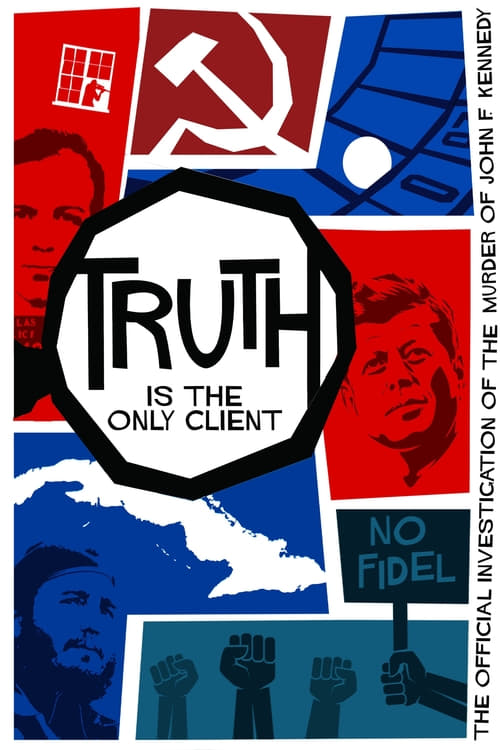 TRUTH
IS THE
ONLY CLIENT
NO
FIDEL
THE OFFICIAL INVESTIGATION OF THE MURDER OF JOHN F. KENNEDY